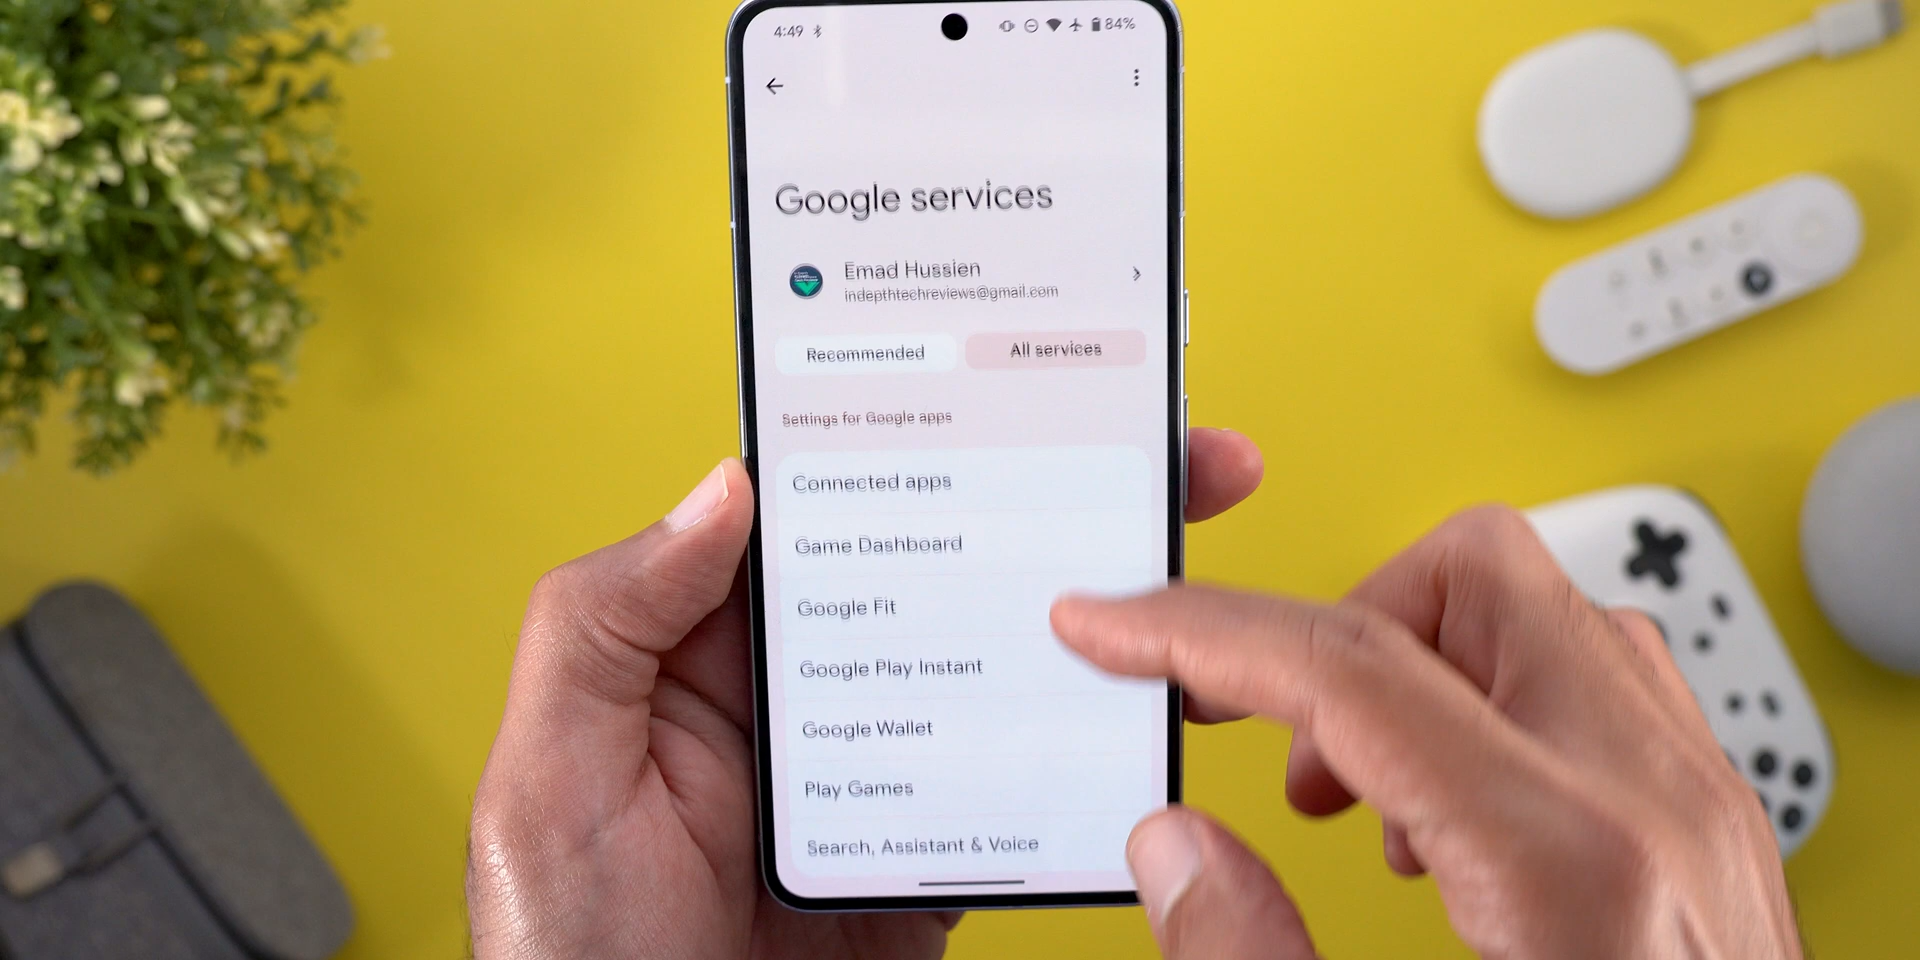 4:49 84%
Google services
Emad Hussien
indepthtechreviews@gmail.com
Recommended All services
Settings for Google apps
Connected apps
Game Dashboard
Google Fit
Google Play Instant
Google Wallet
Play Games
Search, Assistant & Voice